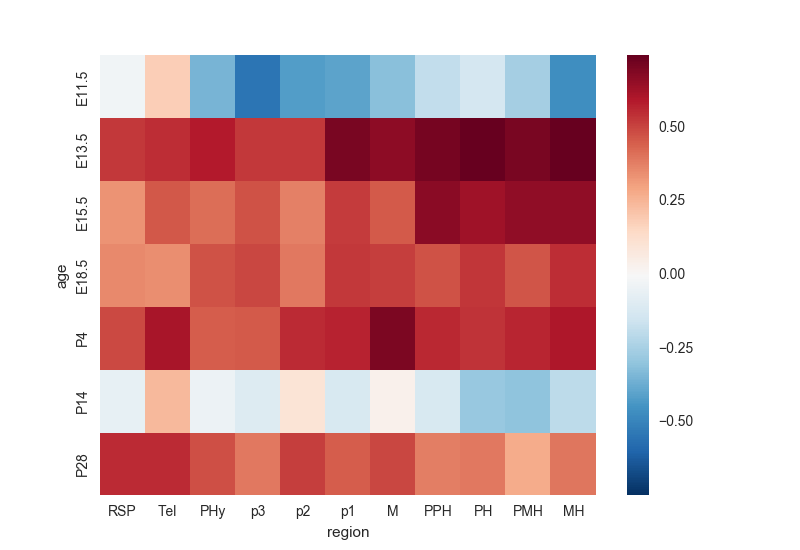 E11.5
E13.5
E15.5
E18.5
P4
P14
P28
age
RSP Tel PHy p3 p2 p1 M PPH PH PMH MH
region
0.50
0.25
0.00
−0.25
−0.50